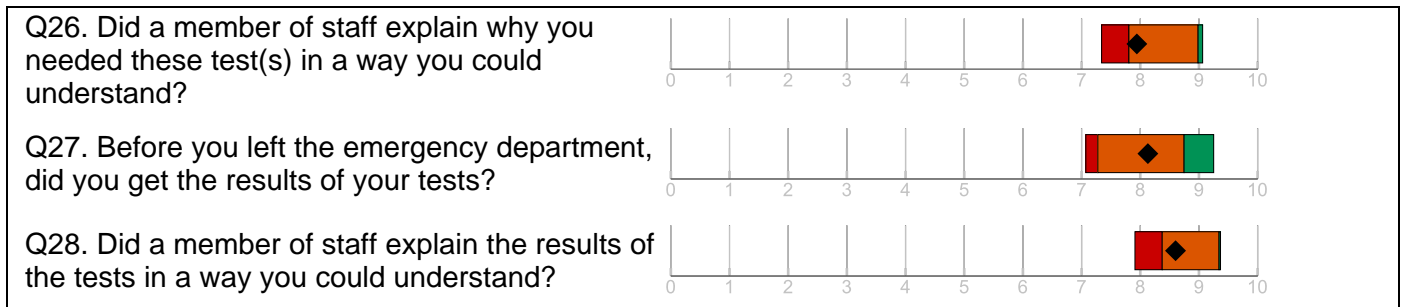 Q26. Did a member of staff explain why you
needed these test(s) in a way you could
understand?
0 1 2 3 4 5 6 7 8 9 10
Q27. Before you left the emergency department,
did you get the results of your tests?
0 1 2 3 4 5 6 7 8 9 10
Q28. Did a member of staff explain the results of
the tests in a way you could understand?
0 1 2 3 4 5 6 7 8 9 10